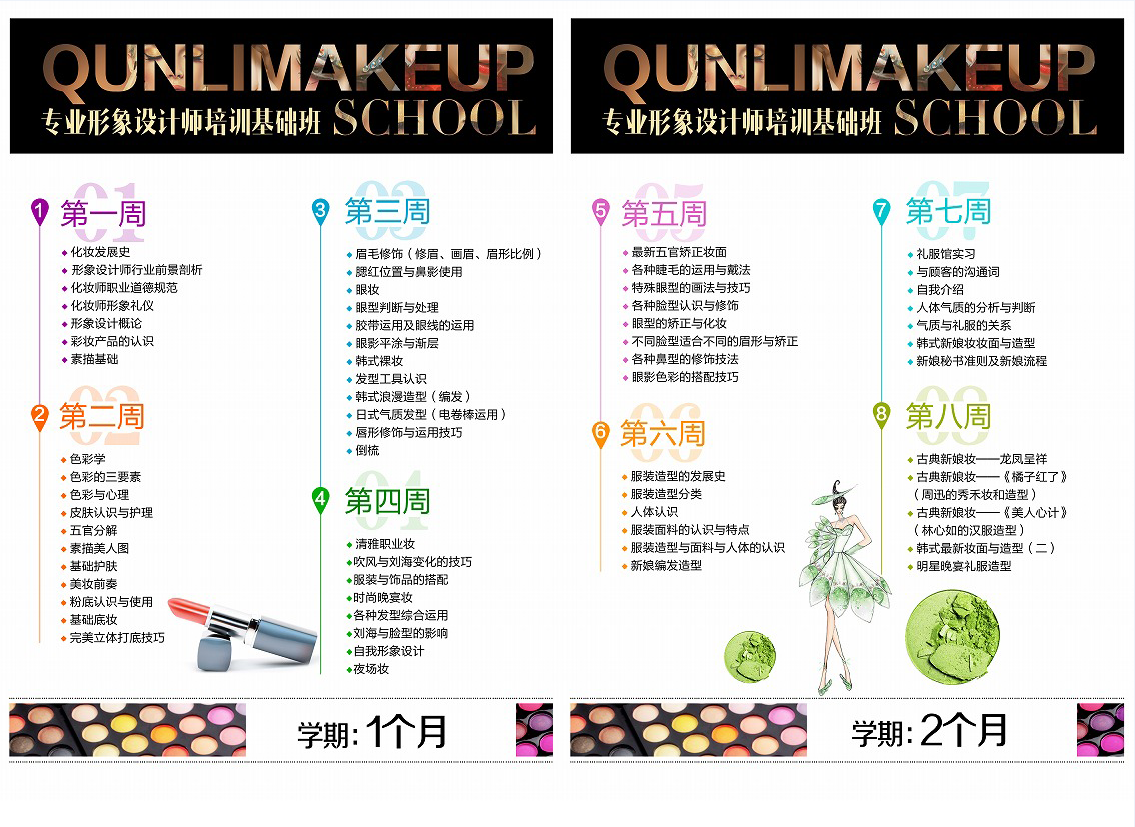 QUNLIMAKEUP
专业形象设计师培训基础班 SCHOOL
01
1 第一周
◆化妆发展史
◆形象设计师行业前景剖析
◆化妆师职业道德规范
◆化妆师形象礼仪
◆形象设计概论
◆彩妆产品的认识
◆素描基础
02
2 第二周
◆色彩学
◆色彩的三要素
◆色彩与心理
◆皮肤认识与护理
◆五官分解
◆素描美人图
◆基础护肤
◆美妆前奏
◆粉底认识与使用
◆基础底妆
◆完美立体打底技巧
03
3 第三周
◆眉毛修饰（修眉、画眉、眉形比例）
◆腮红位置与鼻影使用
◆眼妆
◆眼型判断与处理
◆胶带运用及眼线的运用
◆眼影平涂与渐层
◆韩式裸妆
◆发型工具认识
◆韩式浪漫造型（编发）
◆日式气质发型（电卷棒运用）
◆唇形修饰与运用技巧
◆倒梳
04
4 第四周
◆清雅职业妆
◆吹风与刘海变化的技巧
◆服装与饰品的搭配
◆时尚晚宴妆
◆各种发型综合运用
◆刘海与脸型的影响
◆自我形象设计
◆夜场妆
学期：1个月
QUNLIMAKEUP
专业形象设计师培训基础班 SCHOOL
05
5 第五周
◆最新五官矫正妆面
◆各种睫毛的运用与戴法
◆特殊眼型的画法与技巧
◆各种脸型认识与修饰
◆眼型的矫正与化妆
◆不同脸型适合不同的眉形与矫正
◆各种鼻型的修饰技法
◆眼影色彩的搭配技巧
06
6 第六周
◆服装造型的发展史
◆服装造型分类
◆人体认识
◆服装面料的认识与特点
◆服装造型与面料与人体的认识
◆新娘编发造型
07
7 第七周
◆礼服馆实习
◆与顾客的沟通词
◆自我介绍
◆人体气质的分析与判断
◆气质与礼服的关系
◆韩式新娘妆妆面与造型
◆新娘秘书准则及新娘流程
08
8 第八周
◆古典新娘妆——龙凤呈祥
◆古典新娘妆——《橘子红了》
（周迅的秀禾妆和造型）
◆古典新娘妆——《美人心计》
（林心如的汉服造型）
◆韩式最新妆面与造型（二）
◆明星晚宴礼服造型
学期：2个月